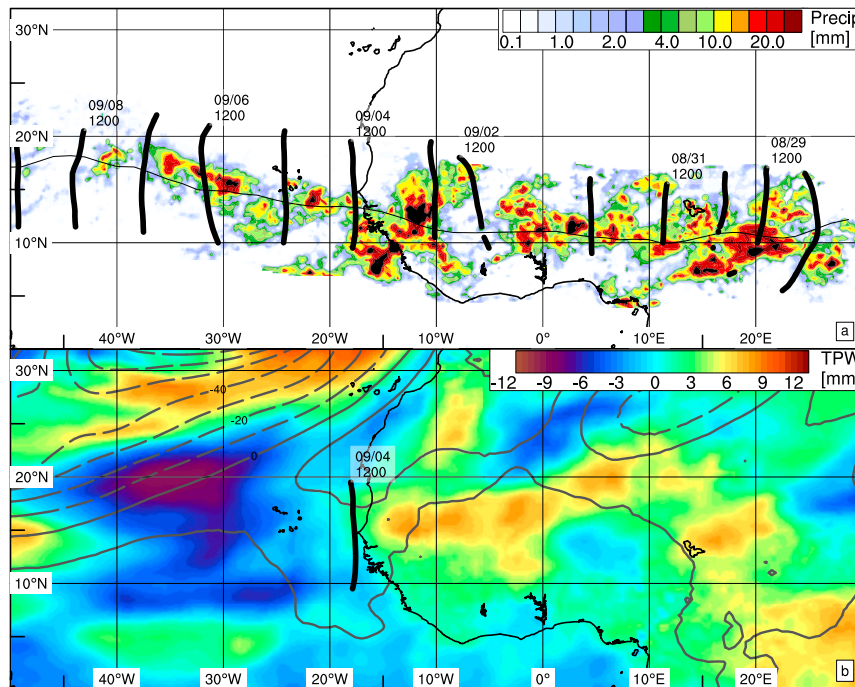 30°N
20°N
10°N
09/08
1200
09/06
1200
09/04
1200
09/02
1200
08/31
1200
08/29
1200
Precip
[mm]
0.1 1.0 2.0 4.0 10.0 20.0
a
40°W 30°W 20°W 10°W 0° 10°E 20°E
30°N
20°N
10°N
-40
-20
0
09/04
1200
TPW
[mm
-12 -9 -6 -3 0 3 6 9 12
b
40°W 30°W 20°W 10°W 0° 10°E 20°E